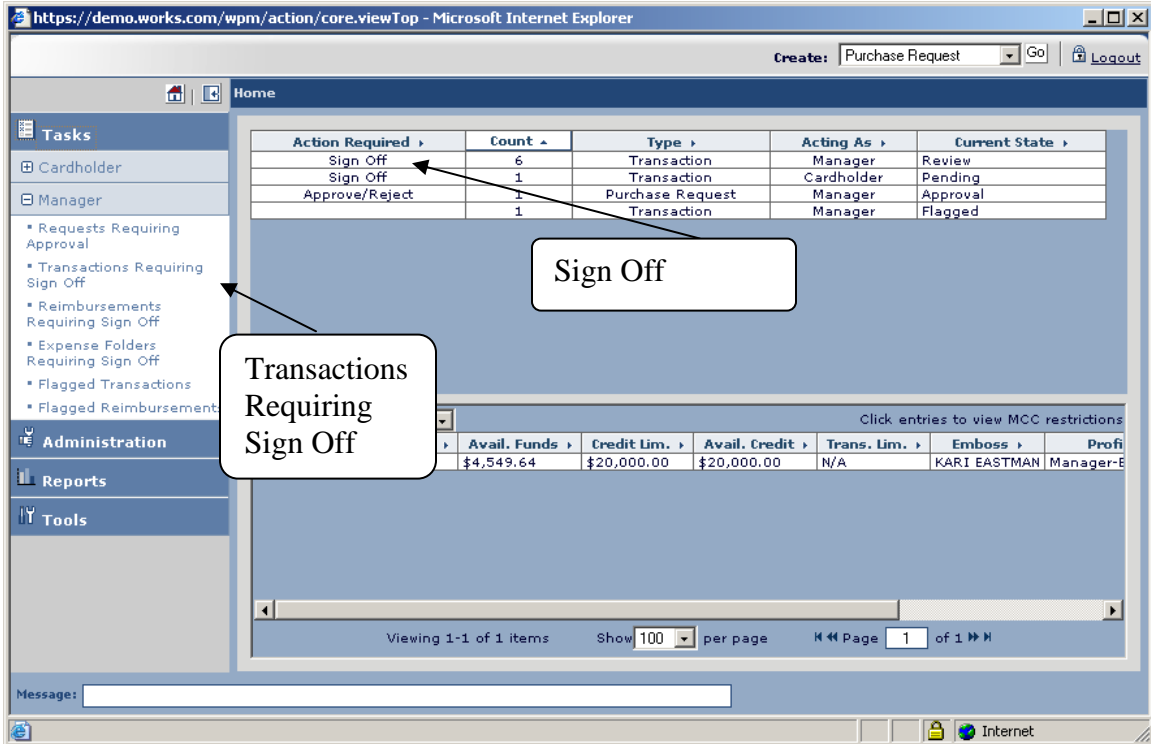 https://demo.works.com/wpm/action/core.viewTop - Microsoft Internet Explorer
Create: Purchase Request Go Logout
Home
Tasks
Cardholder
Manager
Requests Requiring
Approval
Transactions Requiring
Sign Off
Reimbursements
Requiring Sign Off
Expense Folders
Requiring Sign Off
Flagged Transactions
Flagged Reimbursement
Administration
Reports
Tools
Action Required Count Type Acting As Current State
Sign Off 6 Transaction Manager Review
Sign Off 1 Transaction Cardholder Pending
Approve/Reject 1 Purchase Request Manager Approval
1 Transaction Manager Flagged
Sign Off
Transactions
Requiring
Sign Off
Click entries to view MCC restrictions
Avail. Funds Credit Lim. Avail. Credit Trans. Lim. Emboss Profi
$4,549.64 $20,000.00 $20,000.00 N/A KARI EASTMAN Manager-E
Viewing 1-1 of 1 items Show 100 per page Page 1 of 1
Message:
Internet